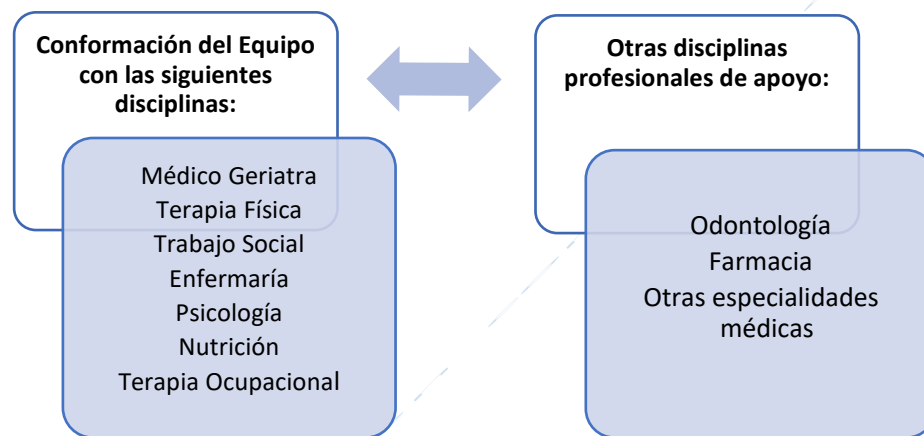 Conformación del Equipo
con las siguientes
disciplinas:
Médico Geriatra
Terapia Física
Trabajo Social
Enfermaría
Psicología
Nutrición
Terapia Ocupacional
Otras disciplinas
profesionales de apoyo:
Odontología
Farmacia
Otras especialidades
médicas